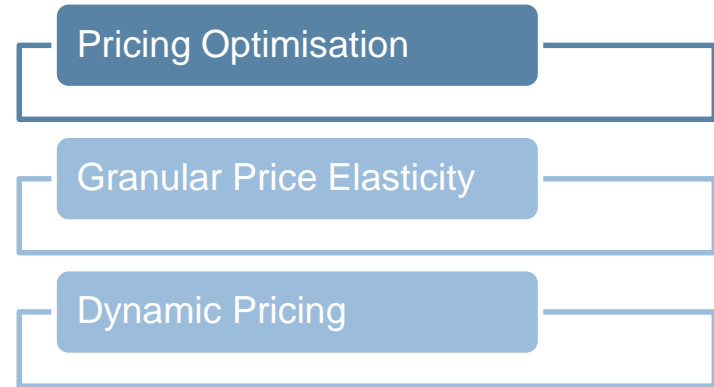 Pricing Optimisation
Granular Price Elasticity
Dynamic Pricing